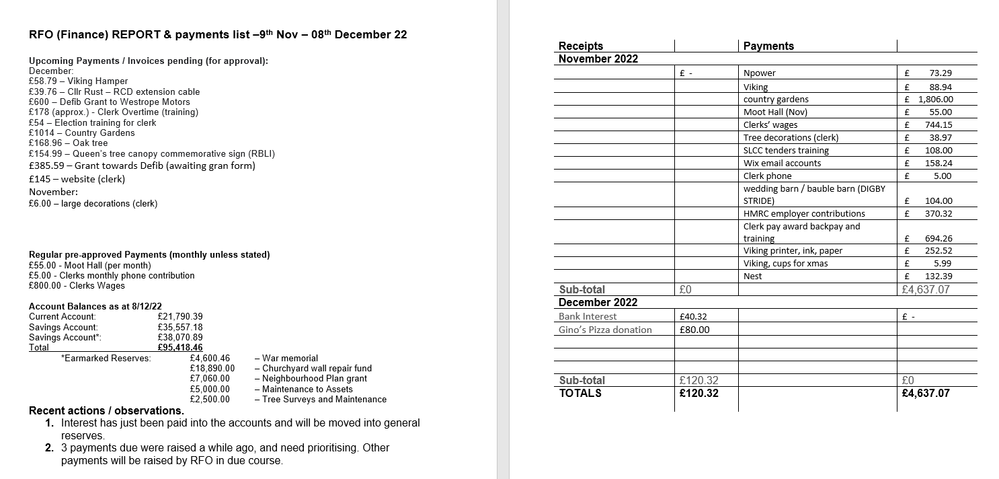 RFO (Finance) REPORT & payments list –9th Nov – 08th December 22
Upcoming Payments / Invoices pending (for approval):
December:
£58.79 – Viking Hamper
£39.76 – Cllr Rust – RCD extension cable
£600 – Defib Grant to Westrope Motors
£178 (approx.) - Clerk Overtime (training)
£54 – Election training for clerk
£1014 – Country Gardens
£168.96 – Oak tree
£154.99 – Queen's tree canopy commemorative sign (RBLI)
£385.59 – Grant towards Defib (awaiting gran form)
£145 – website (clerk)
November:
£6.00 – large decorations (clerk)
Regular pre-approved Payments (monthly unless stated)
£55.00 - Moot Hall (per month)
£5.00 - Clerks monthly phone contribution
£800.00 - Clerks Wages
Account Balances as at 8/12/22
Current Account: £21,790.39
Savings Account: £35,557.18
Savings Account*: £38,070.89
Total £95,418.46
*Earmarked Reserves: £4,600.46 – War memorial
£18,890.00 – Churchyard wall repair fund
£7,060.00 – Neighbourhood Plan grant
£5,000.00 – Maintenance to Assets
£2,500.00 – Tree Surveys and Maintenance
Recent actions / observations.
1. Interest has just been paid into the accounts and will be moved into general
reserves.
2. 3 payments due were raised a while ago, and need prioritising. Other
payments will be raised by RFO in due course.
Receipts Payments
November 2022
£ - Npower £ 73.29
Viking £ 88.94
country gardens £ 1,806.00
Moot Hall (Nov) £ 55.00
Clerks' wages £ 744.15
Tree decorations (clerk) £ 38.97
SLCC tenders training £ 108.00
Wix email accounts £ 158.24
Clerk phone £ 5.00
wedding barn / bauble barn (DIGBY
STRIDE) £ 104.00
HMRC employer contributions £ 370.32
Clerk pay award backpay and
training £ 694.26
Viking printer, ink, paper £ 252.52
Viking, cups for xmas £ 5.99
Nest £ 132.39
Sub-total £0 £4,637.07
December 2022
Bank Interest £40.32 £ -
Gino's Pizza donation £80.00
Sub-total £120.32 £0
TOTALS £120.32 £4,637.07